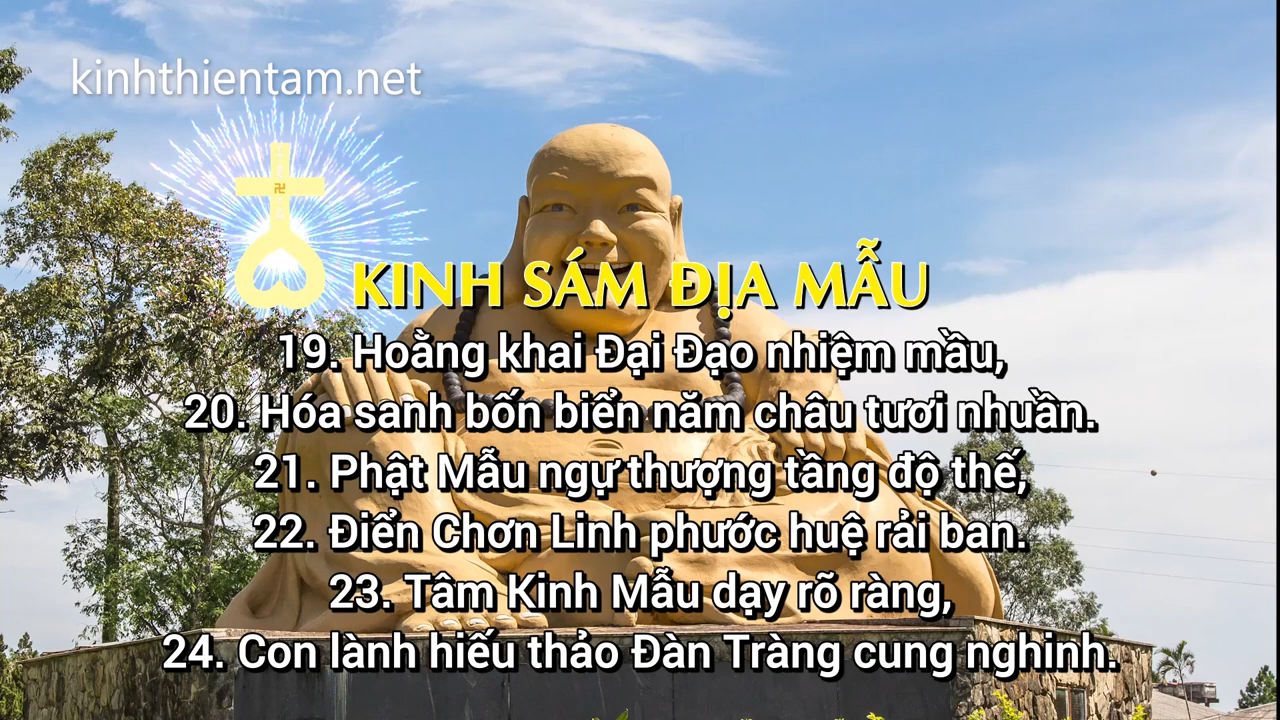 kinhthientam.net
卍
KINH SÁM ĐỊA MẪU
19. Hoằng khai Đại Đạo nhiệm mầu,
20. Hóa sanh bốn biển năm châu tươi nhuần.
21. Phật Mẫu ngự thượng tầng độ thế,
22. Điển Chơn Linh phước huệ rải ban.
23. Tâm Kinh Mẫu dạy rõ ràng,
24. Con lành hiếu thảo Đàn Tràng cung nghinh.